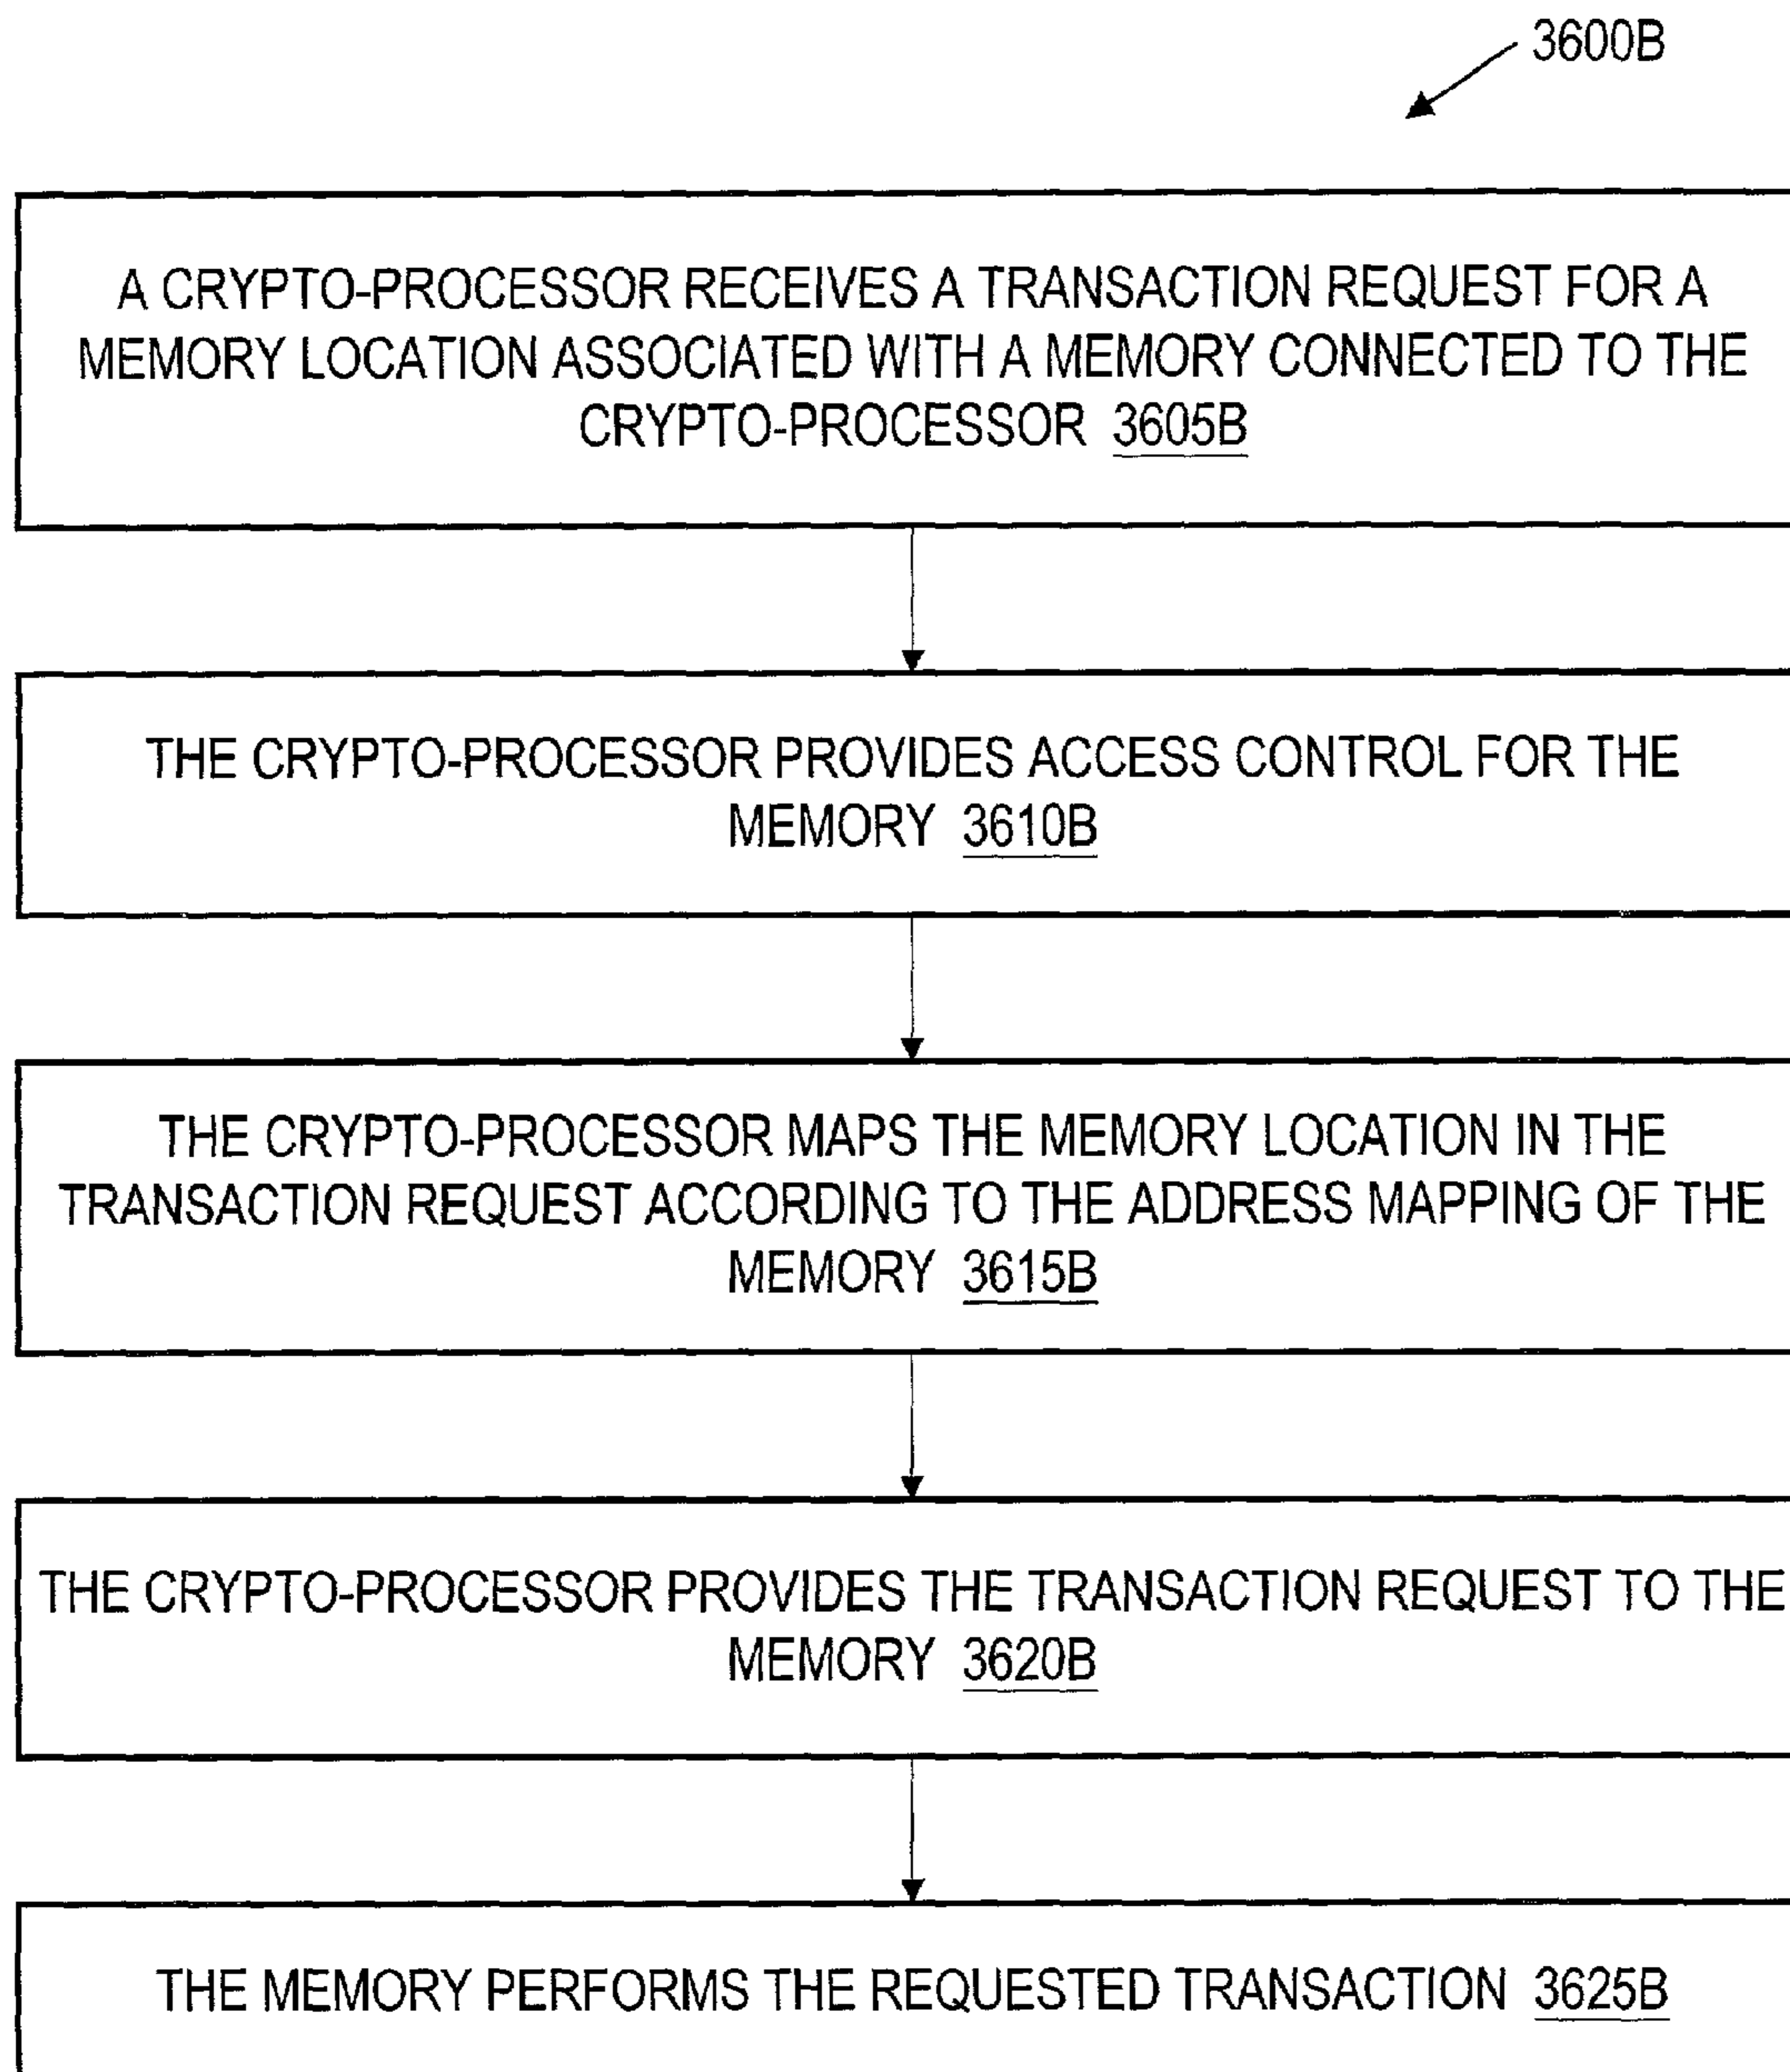 3600B
A CRYPTO-PROCESSOR RECEIVES A TRANSACTION REQUEST FOR A
MEMORY LOCATION ASSOCIATED WITH A MEMORY CONNECTED TO THE
CRYPTO-PROCESSOR 3605B
THE CRYPTO-PROCESSOR PROVIDES ACCESS CONTROL FOR THE
MEMORY 3610B
THE CRYPTO-PROCESSOR MAPS THE MEMORY LOCATION IN THE
TRANSACTION REQUEST ACCORDING TO THE ADDRESS MAPPING OF THE
MEMORY 3615B
THE CRYPTO-PROCESSOR PROVIDES THE TRANSACTION REQUEST TO THE
MEMORY 3620B
THE MEMORY PERFORMS THE REQUESTED TRANSACTION 3625B